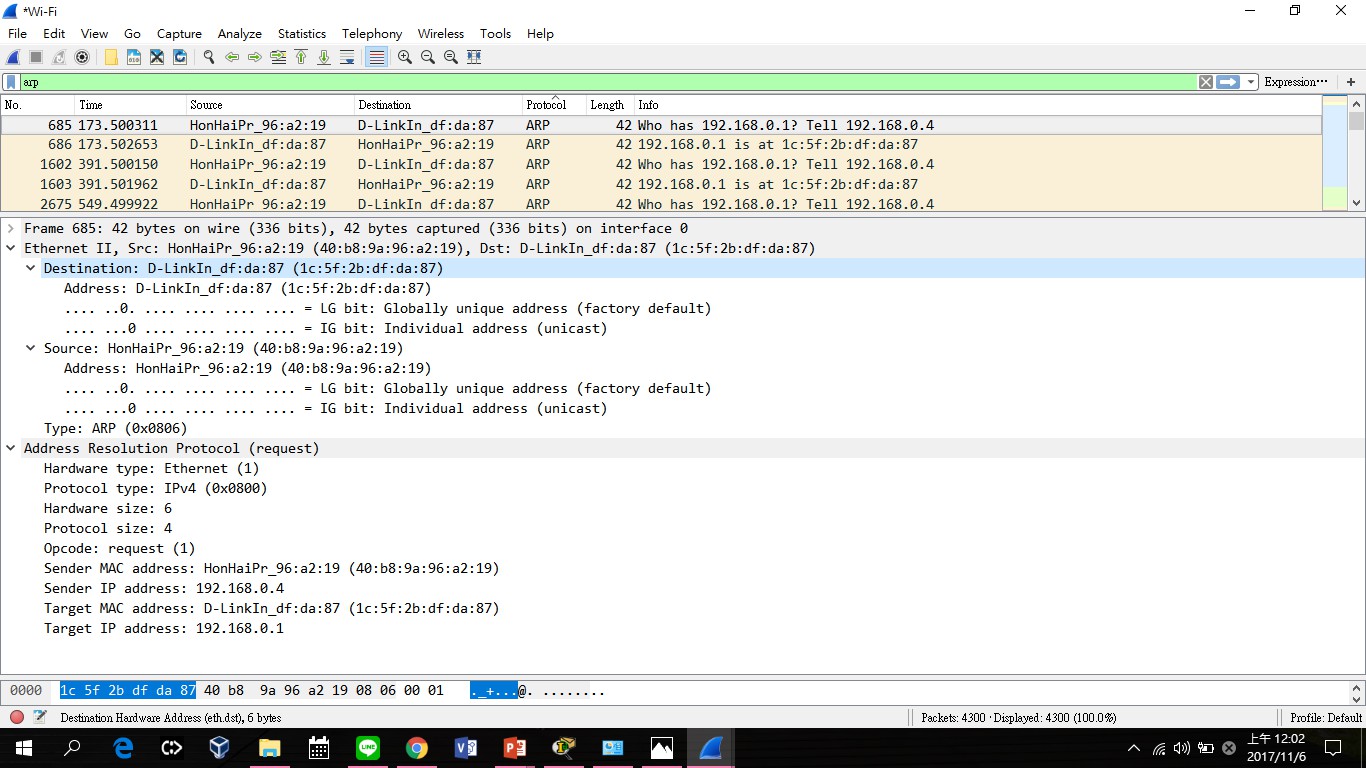 *Wi-Fi
File Edit View Go Capture Analyze Statistics Telephony Wireless Tools Help
arp Expression… +
No. Time Source Destination Protocol Length Info
685 173.500311 HonHaiPr_96:a2:19 D-LinkIn_df:da:87 ARP 42 Who has 192.168.0.1? Tell 192.168.0.4
686 173.502653 D-LinkIn_df:da:87 HonHaiPr_96:a2:19 ARP 42 192.168.0.1 is at 1c:5f:2b:df:da:87
1602 391.500150 HonHaiPr_96:a2:19 D-LinkIn_df:da:87 ARP 42 Who has 192.168.0.1? Tell 192.168.0.4
1603 391.501962 D-LinkIn_df:da:87 HonHaiPr_96:a2:19 ARP 42 192.168.0.1 is at 1c:5f:2b:df:da:87
2675 549.499922 HonHaiPr_96:a2:19 D-LinkIn_df:da:87 ARP 42 Who has 192.168.0.1? Tell 192.168.0.4
Frame 685: 42 bytes on wire (336 bits), 42 bytes captured (336 bits) on interface 0
Ethernet II, Src: HonHaiPr_96:a2:19 (40:b8:9a:96:a2:19), Dst: D-LinkIn_df:da:87 (1c:5f:2b:df:da:87)
Destination: D-LinkIn_df:da:87 (1c:5f:2b:df:da:87)
Address: D-LinkIn_df:da:87 (1c:5f:2b:df:da:87)
.... ..0. .... .... .... .... = LG bit: Globally unique address (factory default)
.... ...0 .... .... .... .... = IG bit: Individual address (unicast)
Source: HonHaiPr_96:a2:19 (40:b8:9a:96:a2:19)
Address: HonHaiPr_96:a2:19 (40:b8:9a:96:a2:19)
.... ..0. .... .... .... .... = LG bit: Globally unique address (factory default)
.... ...0 .... .... .... .... = IG bit: Individual address (unicast)
Type: ARP (0x0806)
Address Resolution Protocol (request)
Hardware type: Ethernet (1)
Protocol type: IPv4 (0x0800)
Hardware size: 6
Protocol size: 4
Opcode: request (1)
Sender MAC address: HonHaiPr_96:a2:19 (40:b8:9a:96:a2:19)
Sender IP address: 192.168.0.4
Target MAC address: D-LinkIn_df:da:87 (1c:5f:2b:df:da:87)
Target IP address: 192.168.0.1
0000 1c 5f 2b df da 87 40 b8 9a 96 a2 19 08 06 00 01 ._+...@. ........
Destination Hardware Address (eth.dst), 6 bytes Packets: 4300 · Displayed: 4300 (100.0%) Profile: Default
上午 12:02
2017/11/6